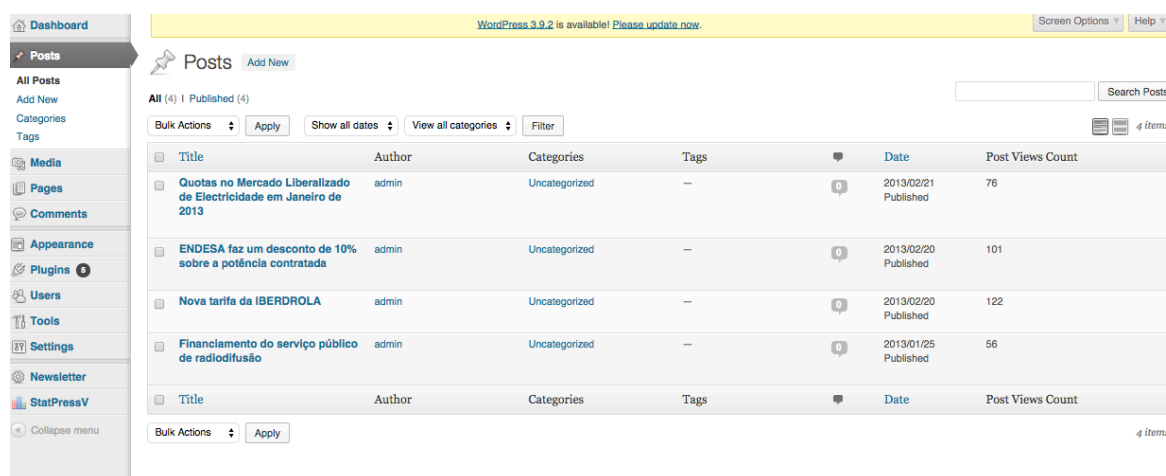 Dashboard
Posts
All Posts
Add New
Categories
Tags
Media
Pages
Comments
Appearance
Plugins 5
Users
Tools
Settings
Newsletter
StatPressV
Collapse menu
WordPress 3.9.2 is available! Please update now.
Screen Options Help
Posts Add New
All (4) | Published (4)
Search Posts
Bulk Actions Apply Show all dates View all categories Filter 4 items
Title Author Categories Tags Date Post Views Count
Quotas no Mercado Liberalizado admin Uncategorized — 0 2013/02/21 76
de Electricidade em Janeiro de Published
2013
ENDESA faz um desconto de 10% admin Uncategorized — 0 2013/02/20 101
sobre a potência contratada Published
Nova tarifa da IBERDROLA admin Uncategorized — 0 2013/02/20 122
Published
Financiamento do serviço público admin Uncategorized — 0 2013/01/25 56
de radiodifusão Published
Title Author Categories Tags Date Post Views Count
Bulk Actions Apply 4 items